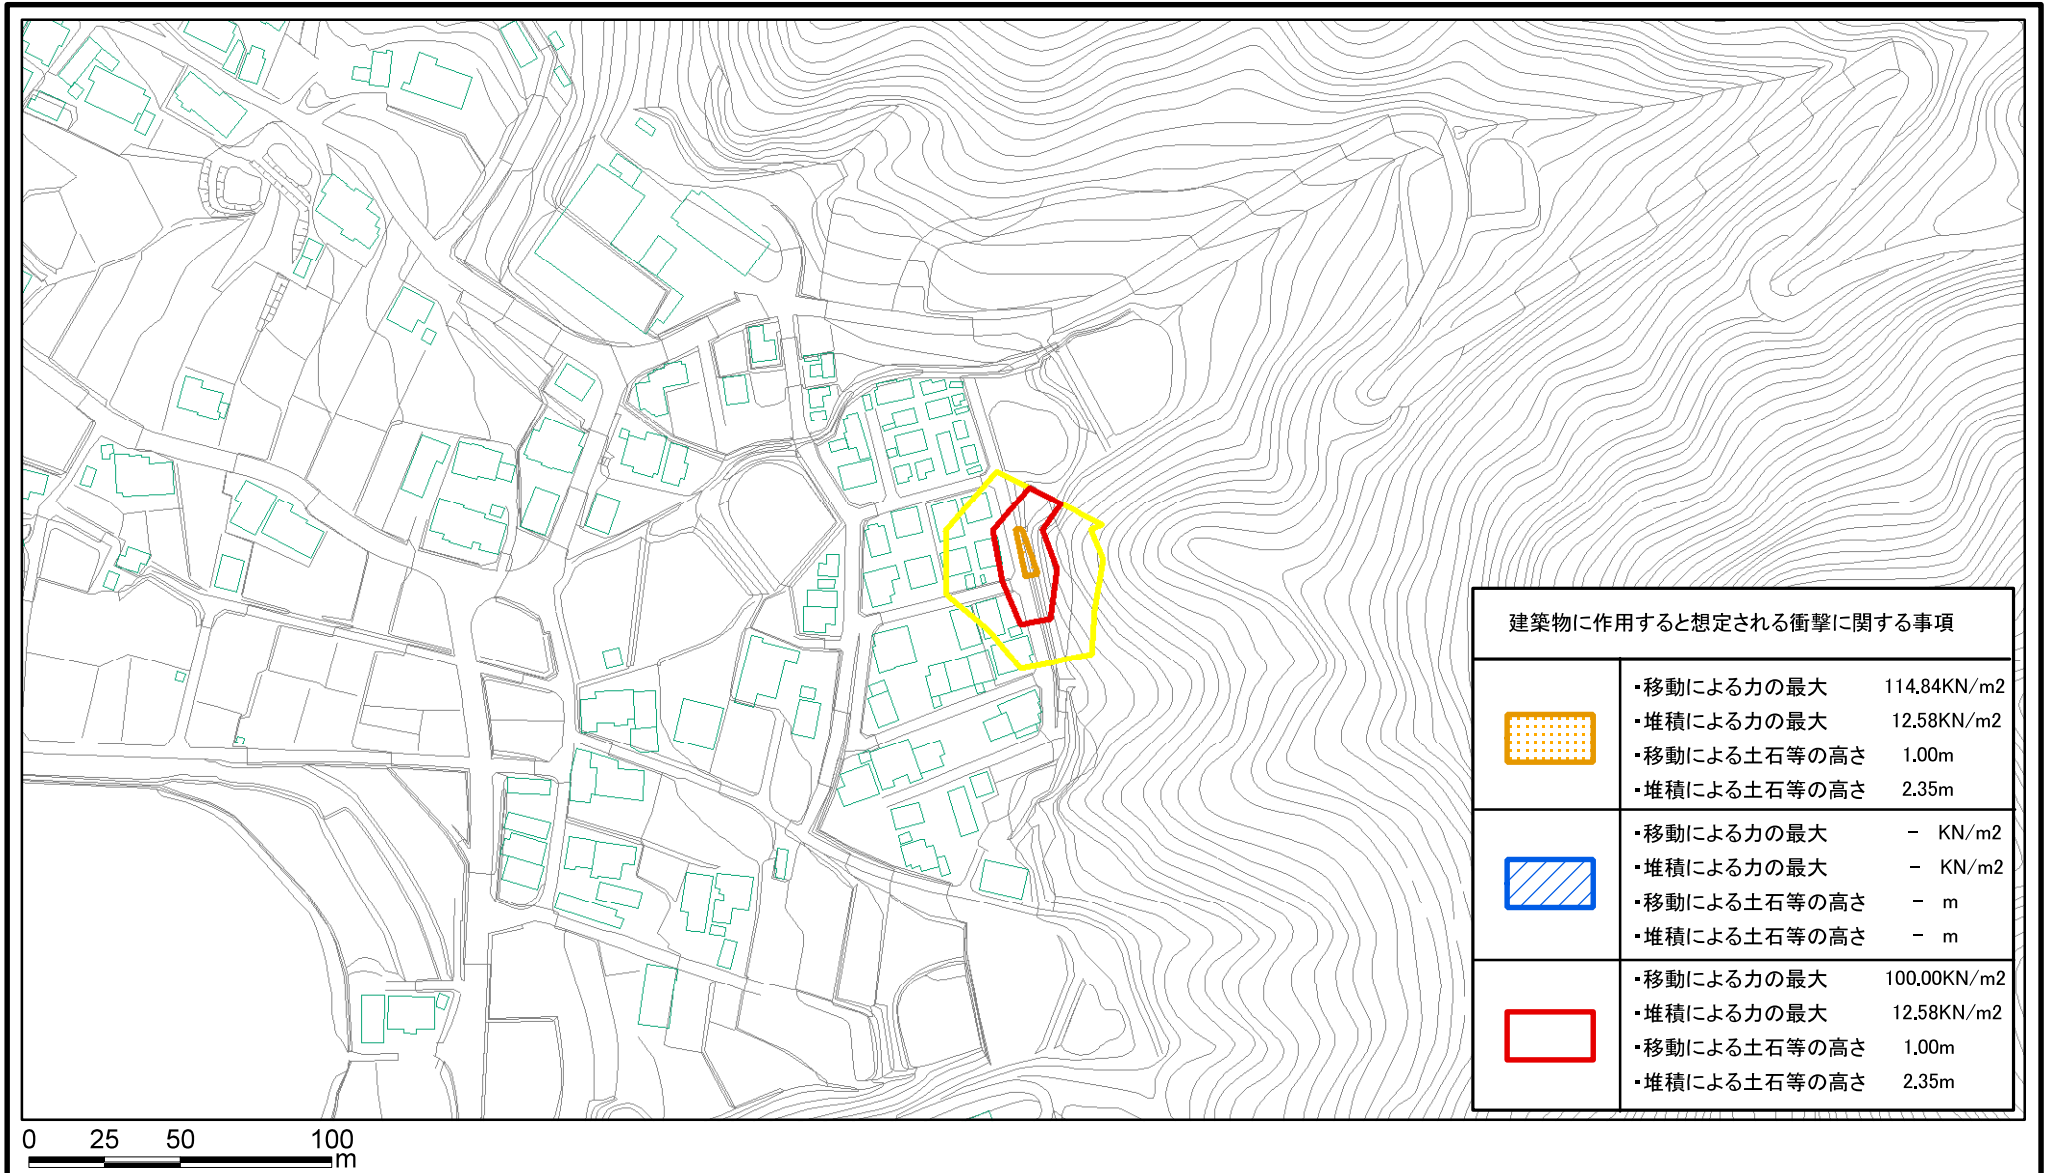 建築物に作用すると想定される衝撃に関する事項
・移動による力の最大 114.84KN/m2
・堆積による力の最大 12.58KN/m2
・移動による土石等の高さ 1.00m
・堆積による土石等の高さ 2.35m
・移動による力の最大 - KN/m2
・堆積による力の最大 - KN/m2
・移動による土石等の高さ - m
・堆積による土石等の高さ - m
・移動による力の最大 100.00KN/m2
・堆積による力の最大 12.58KN/m2
・移動による土石等の高さ 1.00m
・堆積による土石等の高さ 2.35m
0 25 50 100
m